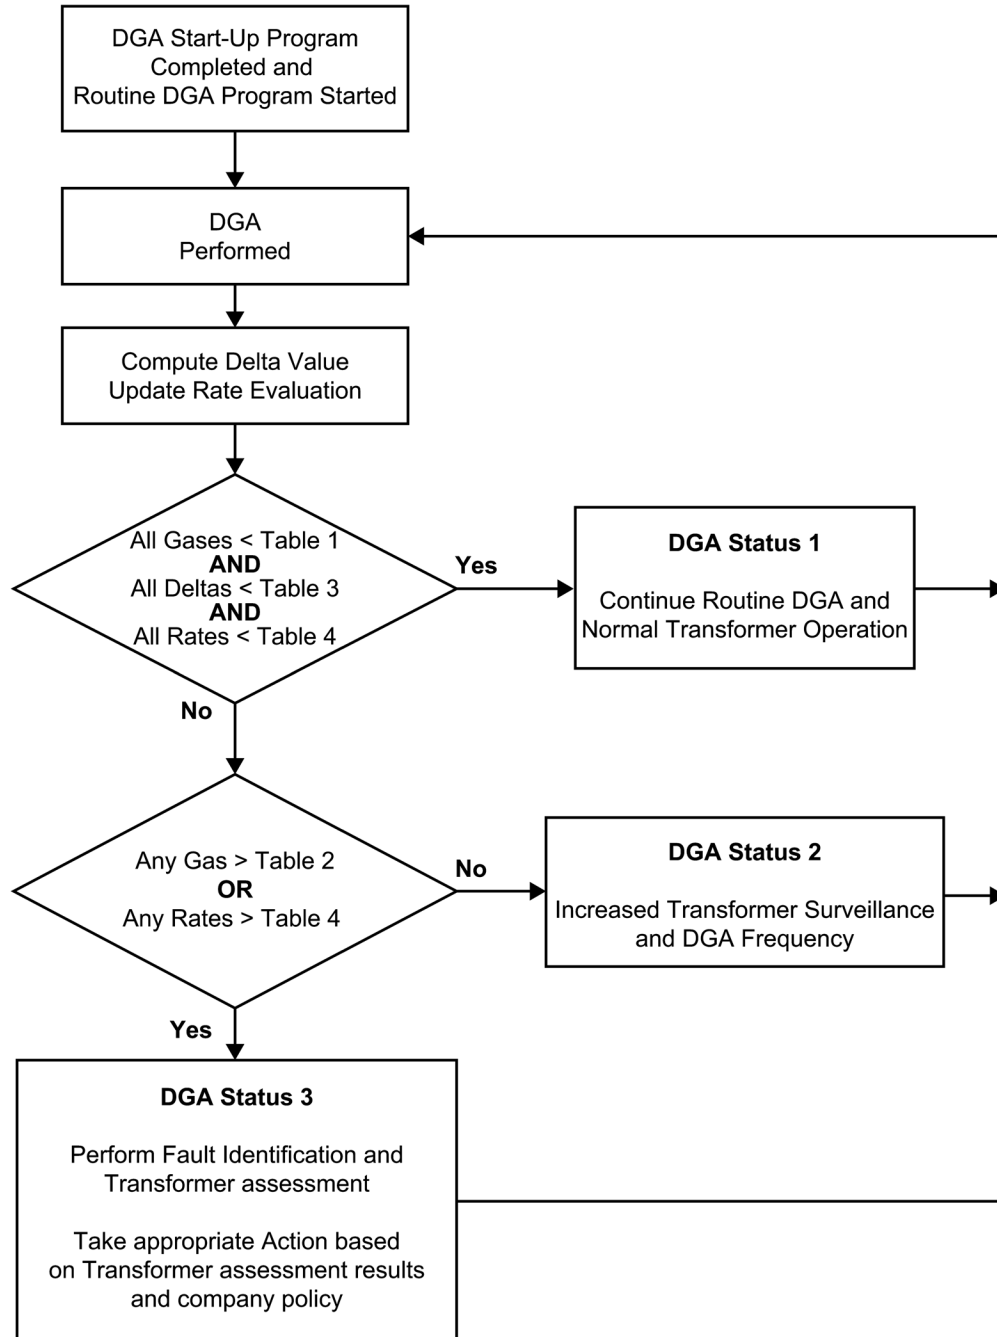 DGA Start-Up Program
Completed and
Routine DGA Program Started
DGA
Performed
Compute Delta Value
Update Rate Evaluation
All Gases < Table 1
AND
All Deltas < Table 3
AND
All Rates < Table 4
Yes
DGA Status 1
Continue Routine DGA and
Normal Transformer Operation
No
Any Gas > Table 2
OR
Any Rates > Table 4
No
DGA Status 2
Increased Transformer Surveillance
and DGA Frequency
Yes
DGA Status 3
Perform Fault Identification and
Transformer assessment
Take appropriate Action based
on Transformer assessment results
and company policy